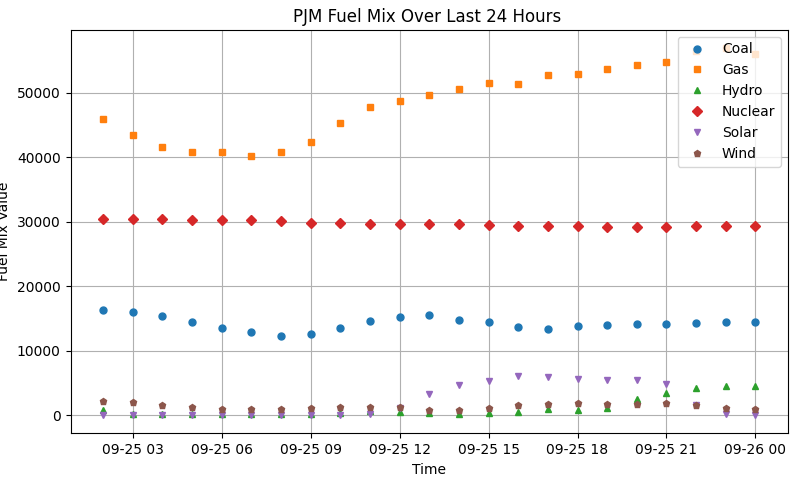 PJM Fuel Mix Over Last 24 Hours
Fuel Mix Value
50000
40000
30000
20000
10000
0
Coal
Gas
Hydro
Nuclear
Solar
Wind
09-25 03
09-25 06
09-25 09
09-25 12
09-25 15
09-25 18
09-25 21
09-26 00
Time